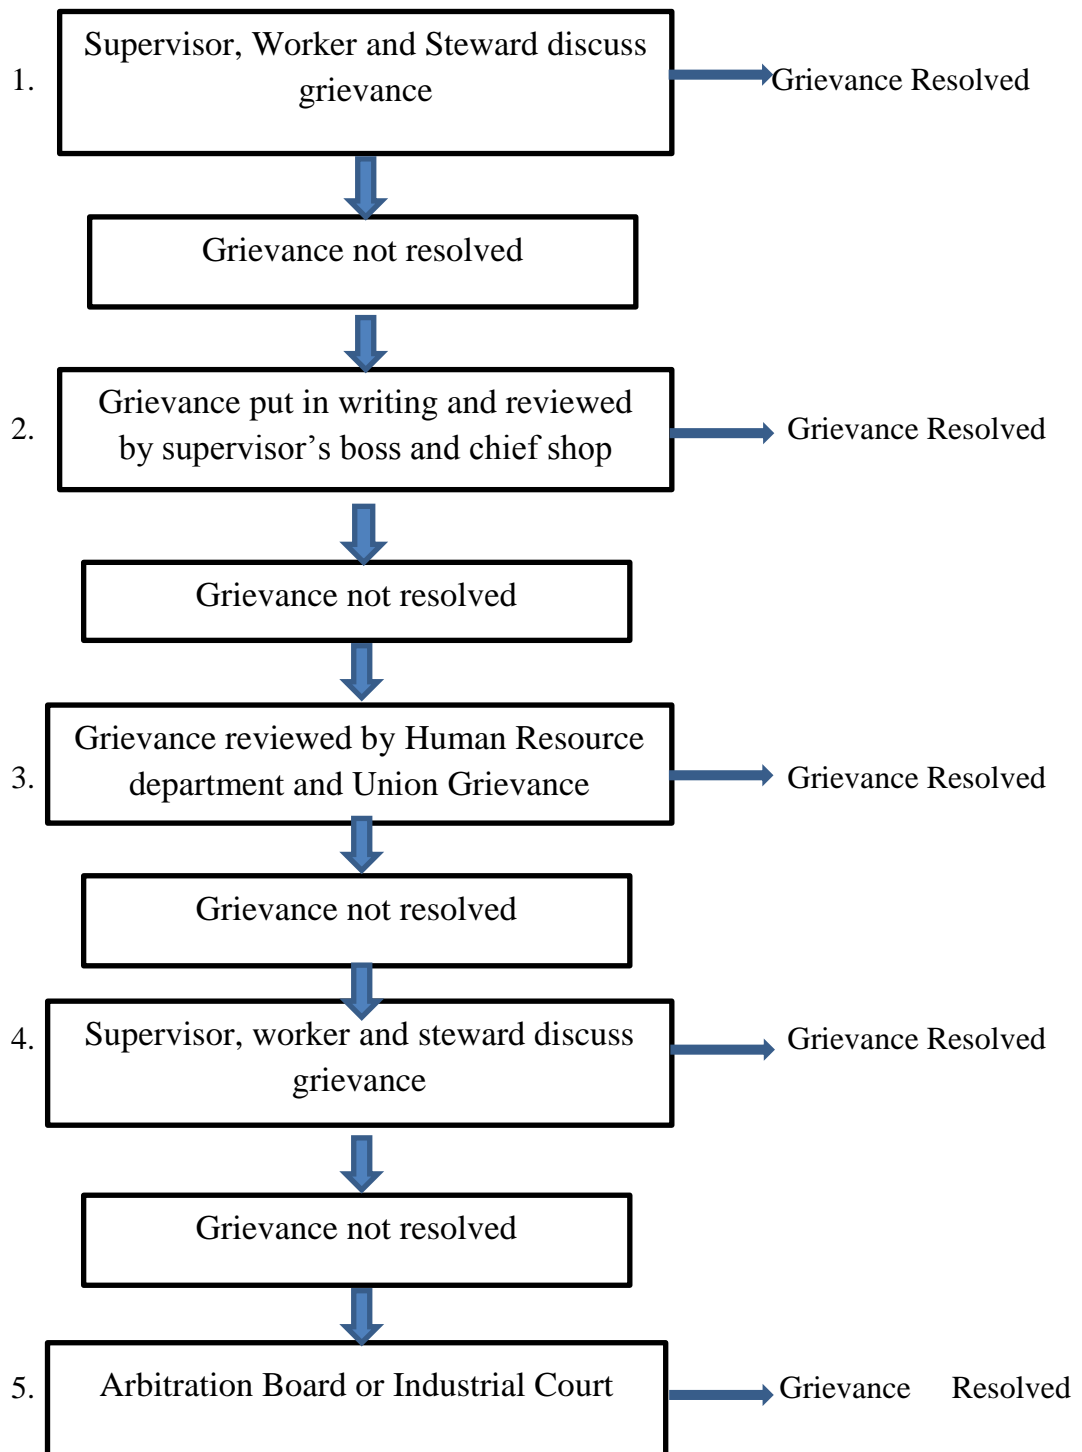 Supervisor, Worker and Steward discuss
grievance
1.
Grievance Resolved
Grievance not resolved
Grievance put in writing and reviewed
by supervisor’s boss and chief shop
2.
Grievance Resolved
Grievance not resolved
Grievance reviewed by Human Resource
department and Union Grievance
3.
Grievance Resolved
Grievance not resolved
Supervisor, worker and steward discuss
grievance
4.
Grievance Resolved
Grievance not resolved
5.
Arbitration Board or Industrial Court
Grievance Resolved